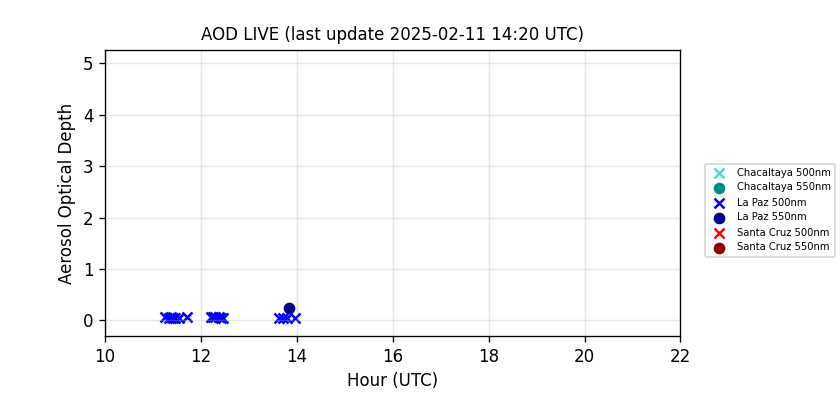 AOD LIVE (last update 2025-02-11 14:20 UTC)
Aerosol Optical Depth
5
4
3
2
1
0
10 12 14 16 18 20 22
Hour (UTC)
Chacaltaya 500nm
Chacaltaya 550nm
La Paz 500nm
La Paz 550nm
Santa Cruz 500nm
Santa Cruz 550nm